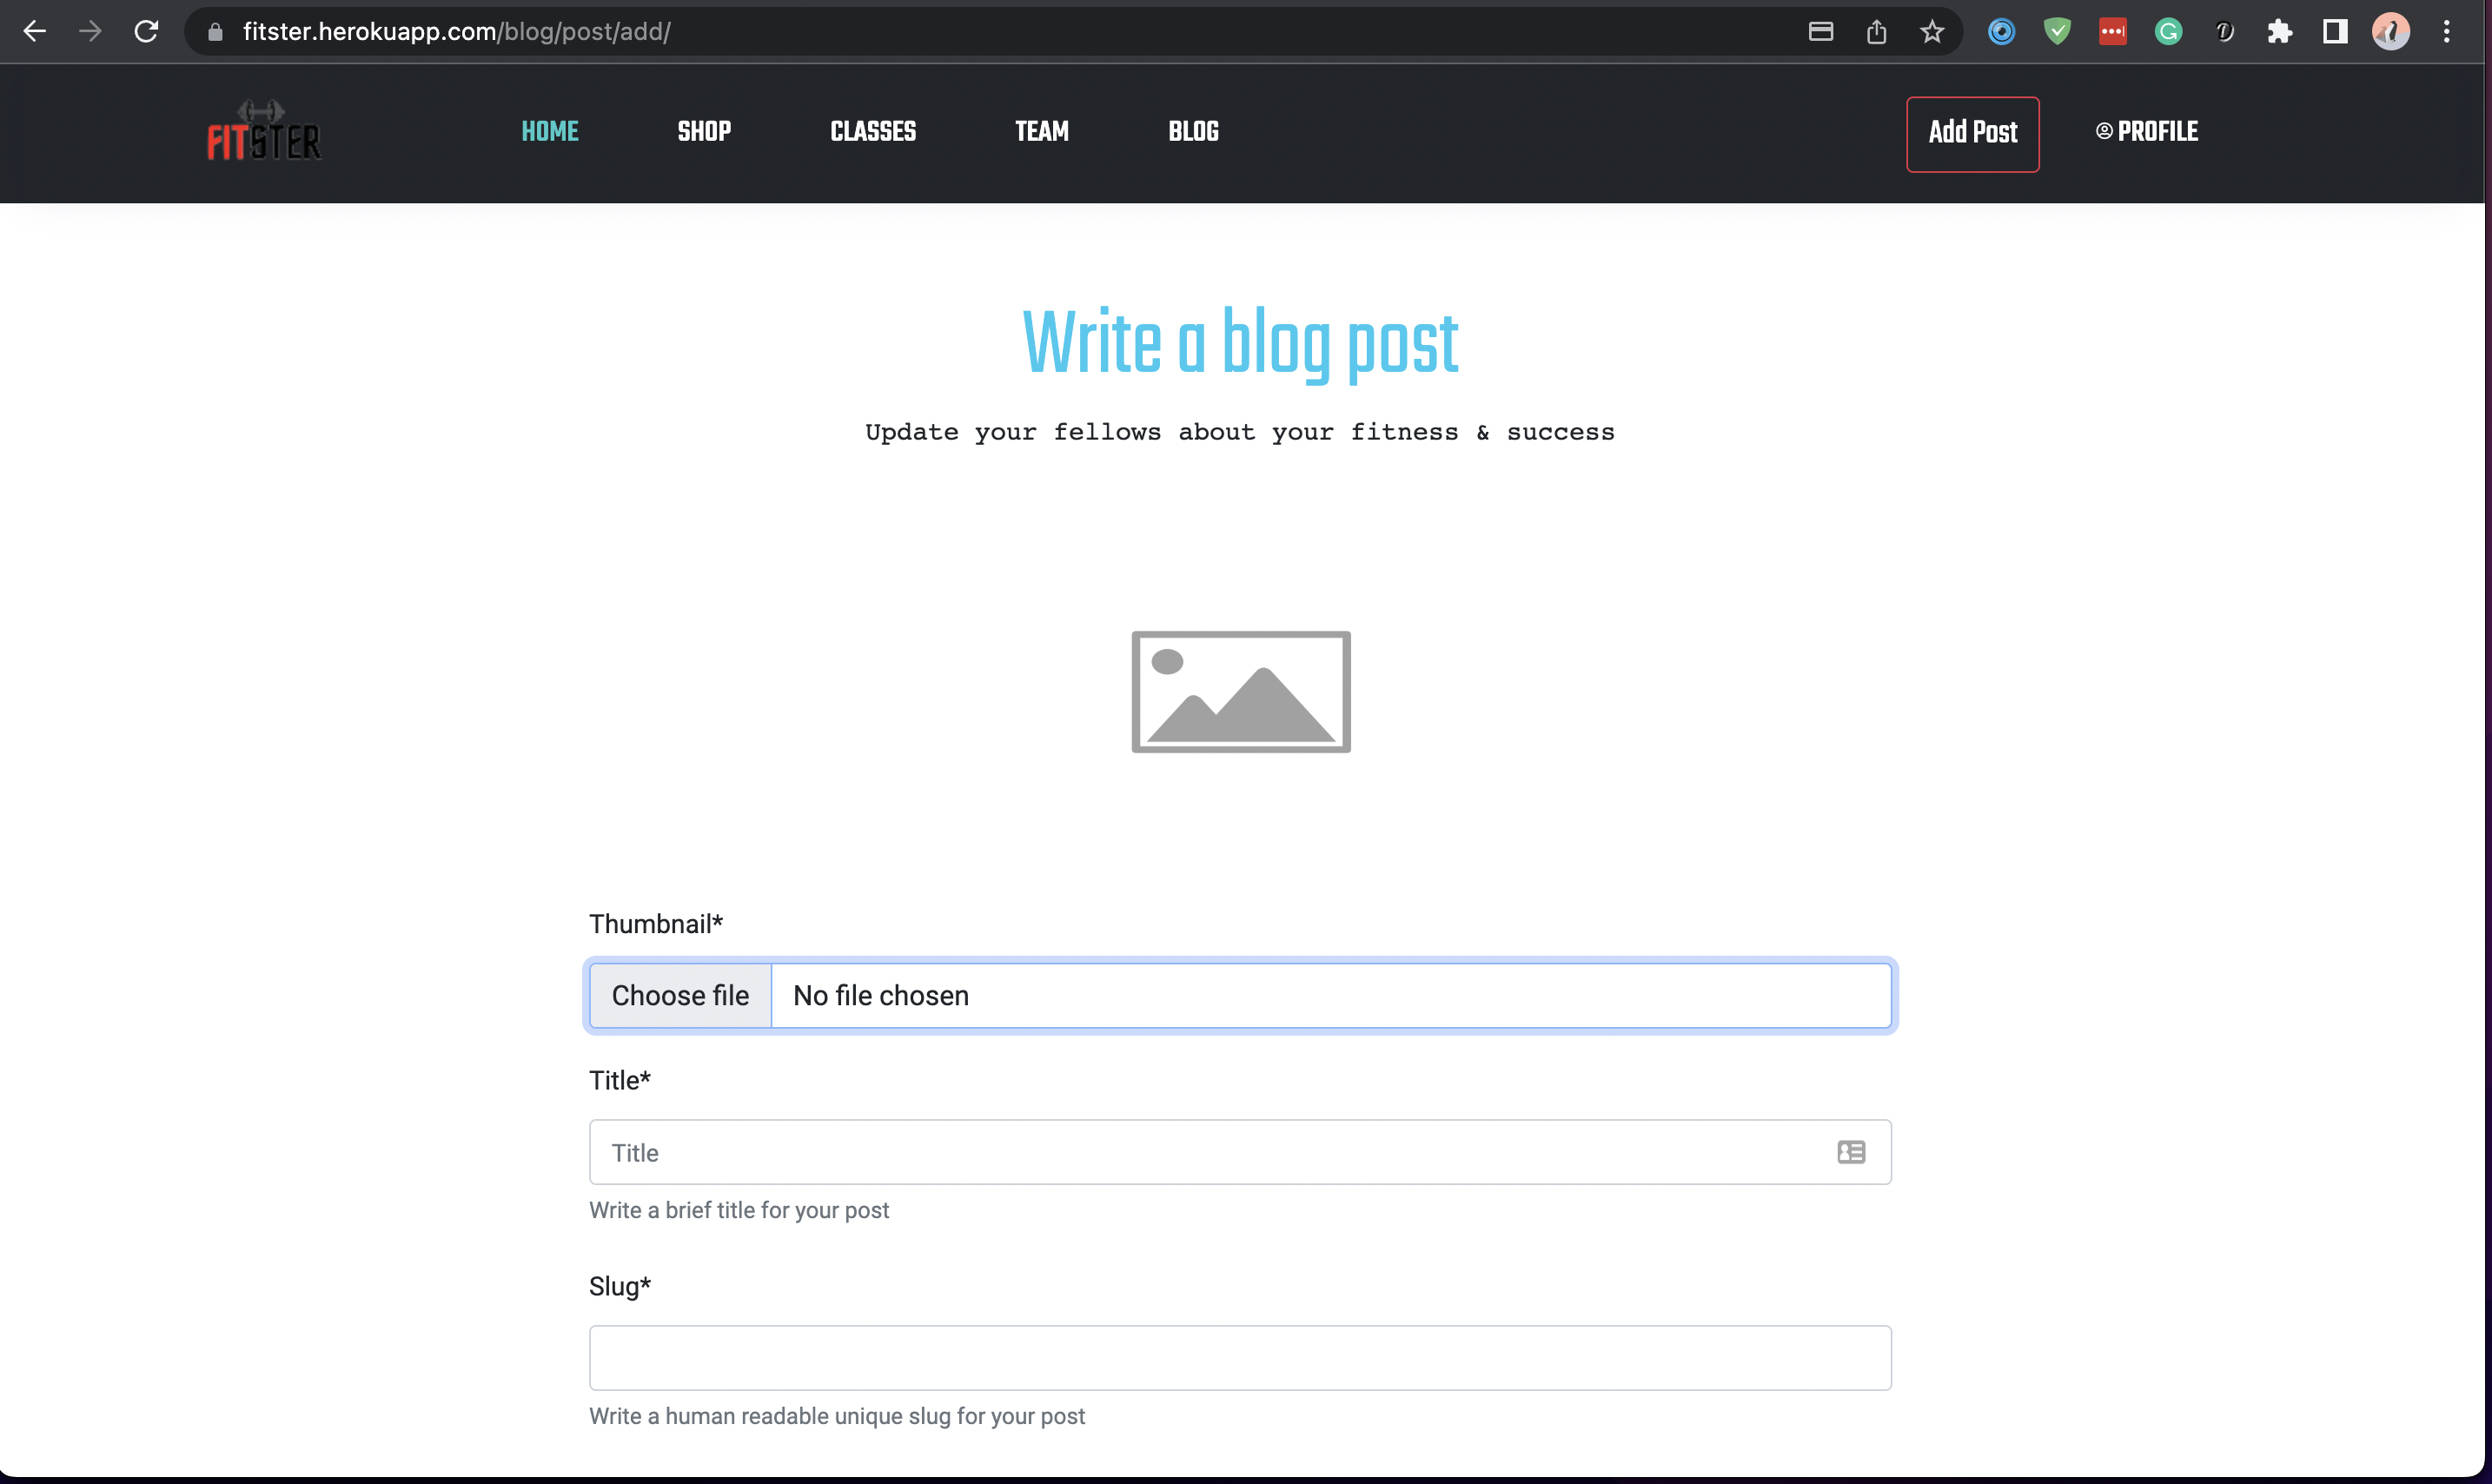 fitster.herokuapp.com/blog/post/add/
FITSTER
HOME
SHOP
CLASSES
TEAM
BLOG
Add Post
PROFILE
Write a blog post
Update your fellows about your fitness & success
Thumbnail*
Choose file
No file chosen
Title*
Title
Write a brief title for your post
Slug*
Write a human readable unique slug for your post